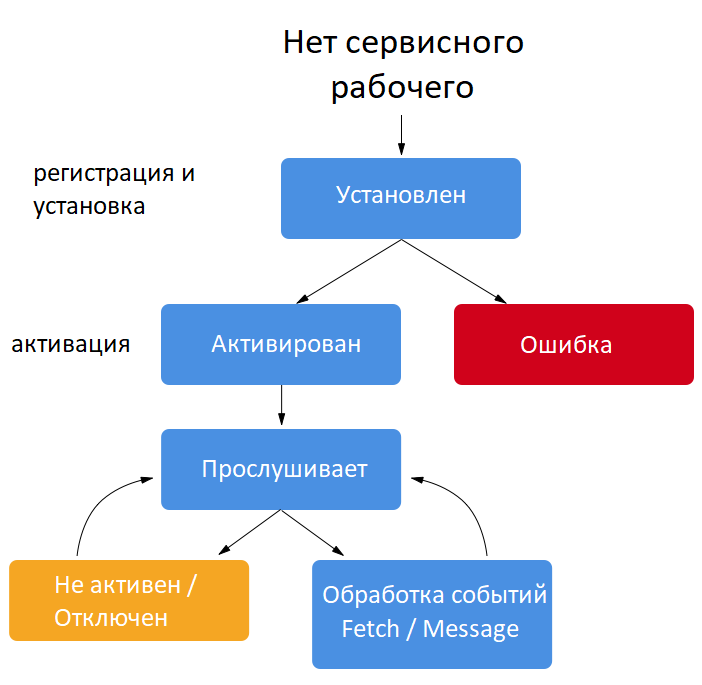 Нет сервисного
рабочего
регистрация и
установка
Установлен
активация
Активирован
Ошибка
Прослушивает
Не активен /
Отключен
Обработка событий
Fetch / Message